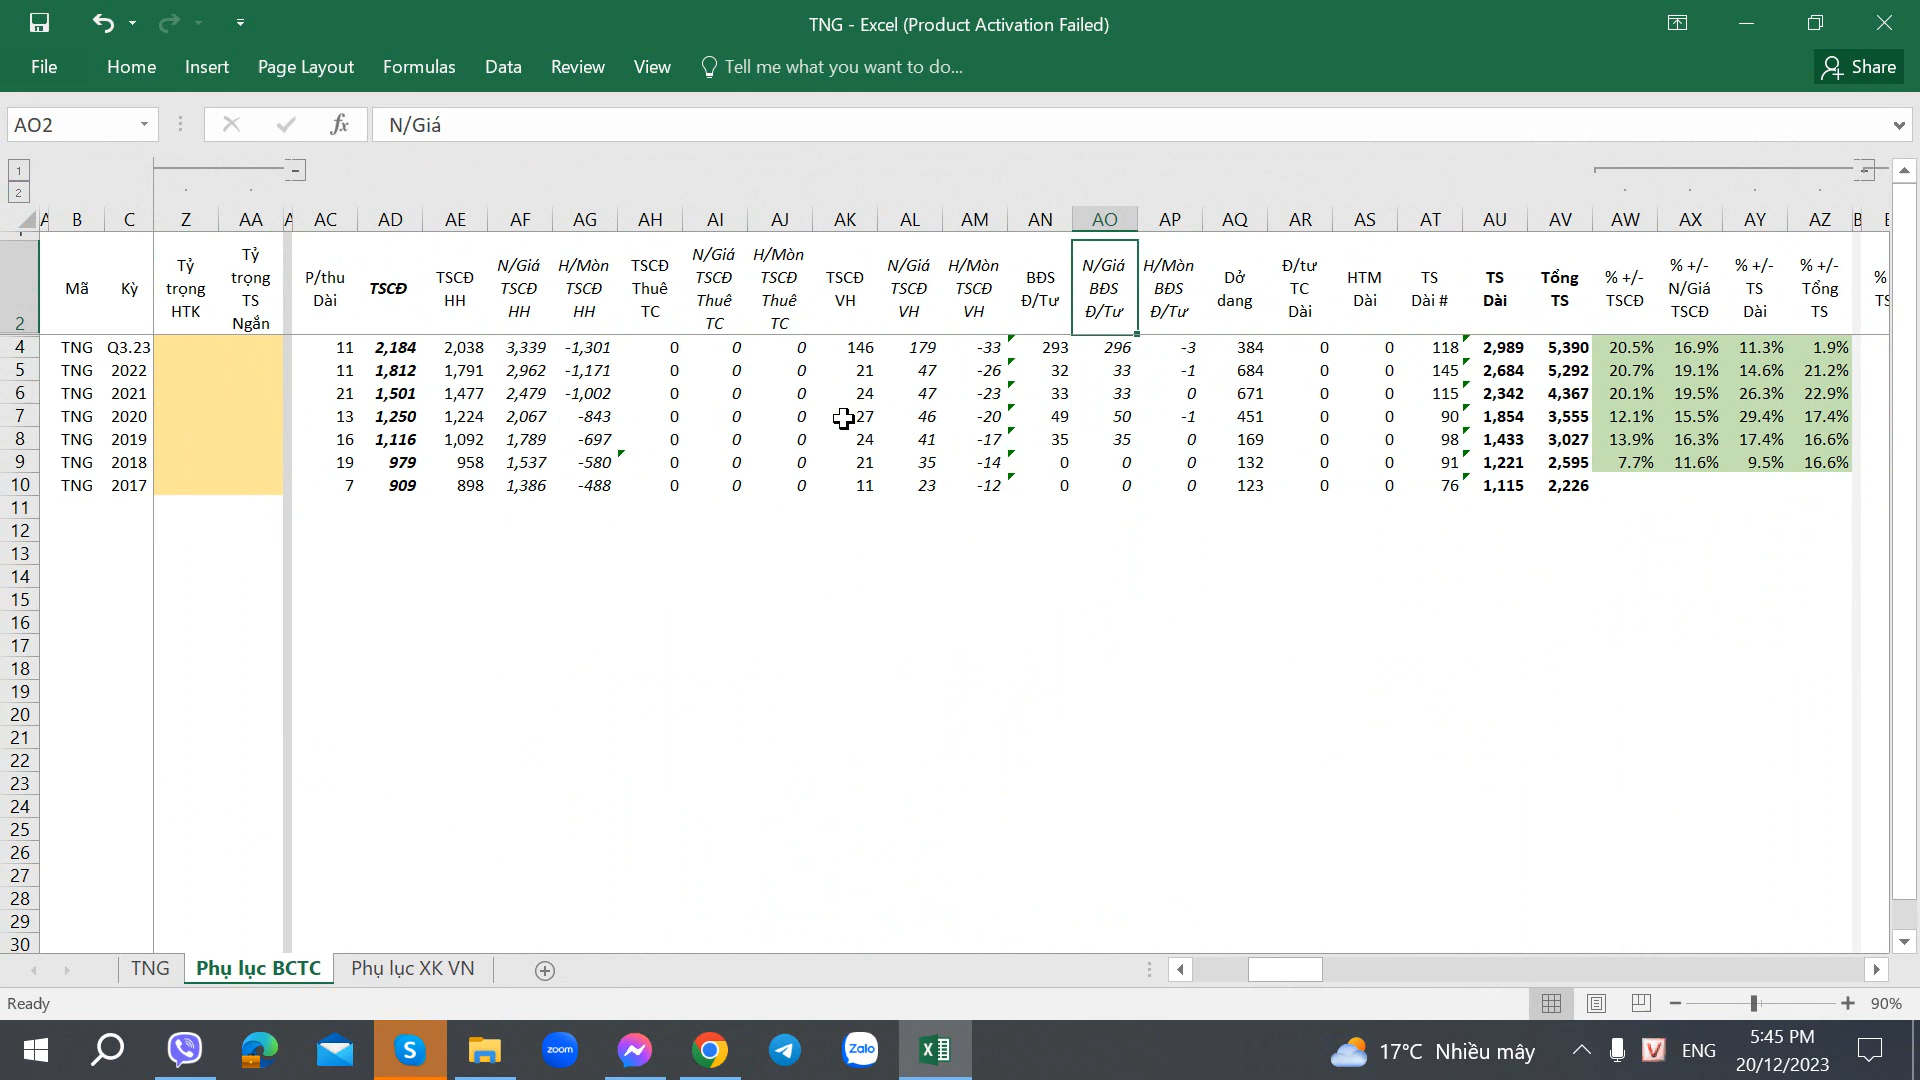 TNG - Excel (Product Activation Failed)
File Home Insert Page Layout Formulas Data Review View Tell me what you want to do... Share
AO2 fx N/Giá
1
2
A B C Z AA A AC AD AE AF AG AH AI AJ AK AL AM AN AO AP AQ AR AS AT AU AV AW AX AY AZ B
2 Mã Kỳ Tỷ trọng HTK Tỷ trọng TS Ngắn P/thu Dài TSCĐ TSCĐ HH N/Giá TSCĐ HH H/Mòn TSCĐ HH TSCĐ Thuê TC N/Giá TSCĐ Thuê TC H/Mòn TSCĐ Thuê TC TSCĐ VH N/Giá TSCĐ VH H/Mòn TSCĐ VH BĐS Đ/Tư N/Giá BĐS Đ/Tư H/Mòn BĐS Đ/Tư Dở dang Đ/tư TC Dài HTM Dài TS Dài # TS Dài Tổng TS % +/- TSCĐ % +/- N/Giá TSCĐ % +/- TS Dài % +/- Tổng TS
4 TNG Q3.23 11 2,184 2,038 3,339 -1,301 0 0 0 146 179 -33 293 296 -3 384 0 0 118 2,989 5,390 20.5% 16.9% 11.3% 1.9%
5 TNG 2022 11 1,812 1,791 2,962 -1,171 0 0 0 21 47 -26 32 33 -1 684 0 0 145 2,684 5,292 20.7% 19.1% 14.6% 21.2%
6 TNG 2021 21 1,501 1,477 2,479 -1,002 0 0 0 24 47 -23 33 33 0 671 0 0 115 2,342 4,367 20.1% 19.5% 26.3% 22.9%
7 TNG 2020 13 1,250 1,224 2,067 -843 0 0 0 27 46 -20 49 50 -1 451 0 0 90 1,854 3,555 12.1% 15.5% 29.4% 17.4%
8 TNG 2019 16 1,116 1,092 1,789 -697 0 0 0 24 41 -17 35 35 0 169 0 0 98 1,433 3,027 13.9% 16.3% 17.4% 16.6%
9 TNG 2018 19 979 958 1,537 -580 0 0 0 21 35 -14 0 0 0 132 0 0 91 1,221 2,595 7.7% 11.6% 9.5% 16.6%
10 TNG 2017 7 909 898 1,386 -488 0 0 0 11 23 -12 0 0 0 123 0 0 76 1,115 2,226
11
12
13
14
15
16
17
18
19
20
21
22
23
24
25
26
27
28
29
30
TNG Phụ lục BCTC Phụ lục XK VN
Ready 90%
zoom Zalo 17°C Nhiều mây ENG 5:45 PM
20/12/2023